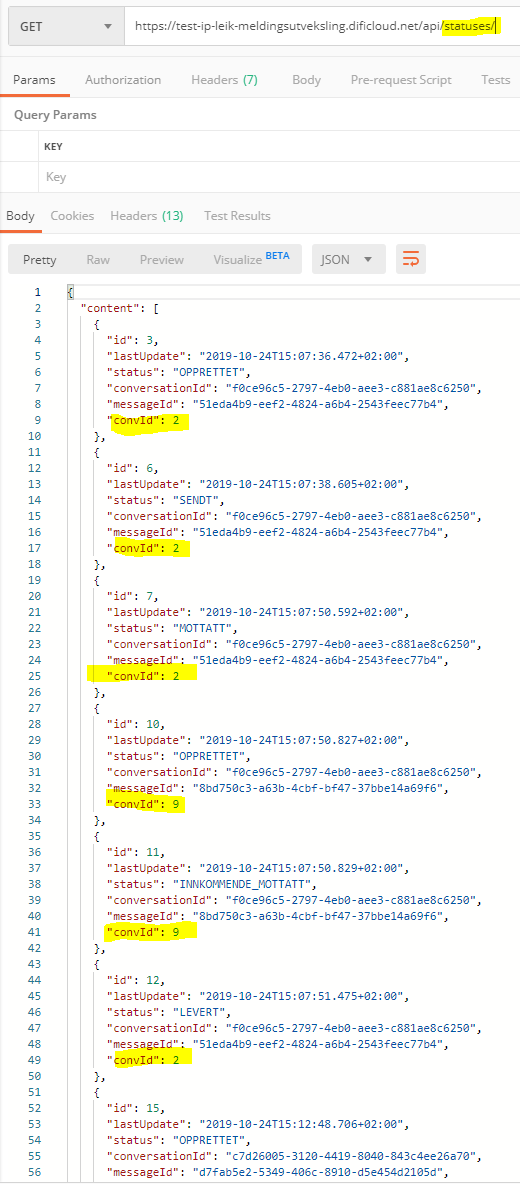 GET https://test-ip-leik-meldingsutveksling.dificloud.net/api/statuses/
Params Authorization Headers (7) Body Pre-request Script Tests
Query Params
KEY
Key
Body Cookies Headers (13) Test Results
Pretty Raw Preview Visualize BETA JSON
1 {
2 "content": [
3 {
4 "id": 3,
5 "lastUpdate": "2019-10-24T15:07:36.472+02:00",
6 "status": "OPPRETTET",
7 "conversationId": "f0ce96c5-2797-4eb0-aee3-c881ae8c6250",
8 "messageId": "51eda4b9-eef2-4824-a6b4-2543feec77b4",
9 "convId": 2
10 },
11 {
12 "id": 6,
13 "lastUpdate": "2019-10-24T15:07:38.605+02:00",
14 "status": "SENDT",
15 "conversationId": "f0ce96c5-2797-4eb0-aee3-c881ae8c6250",
16 "messageId": "51eda4b9-eef2-4824-a6b4-2543feec77b4",
17 "convId": 2
18 },
19 {
20 "id": 7,
21 "lastUpdate": "2019-10-24T15:07:50.592+02:00",
22 "status": "MOTTATT",
23 "conversationId": "f0ce96c5-2797-4eb0-aee3-c881ae8c6250",
24 "messageId": "51eda4b9-eef2-4824-a6b4-2543feec77b4",
25 "convId": 2
26 },
27 {
28 "id": 10,
29 "lastUpdate": "2019-10-24T15:07:50.827+02:00",
30 "status": "OPPRETTET",
31 "conversationId": "f0ce96c5-2797-4eb0-aee3-c881ae8c6250",
32 "messageId": "8bd750c3-a63b-4cbf-bf47-37bbe14a69f6",
33 "convId": 9
34 },
35 {
36 "id": 11,
37 "lastUpdate": "2019-10-24T15:07:50.829+02:00",
38 "status": "INNKOMMENDE_MOTTATT",
39 "conversationId": "f0ce96c5-2797-4eb0-aee3-c881ae8c6250",
40 "messageId": "8bd750c3-a63b-4cbf-bf47-37bbe14a69f6",
41 "convId": 9
42 },
43 {
44 "id": 12,
45 "lastUpdate": "2019-10-24T15:07:51.475+02:00",
46 "status": "LEVERT",
47 "conversationId": "f0ce96c5-2797-4eb0-aee3-c881ae8c6250",
48 "messageId": "51eda4b9-eef2-4824-a6b4-2543feec77b4",
49 "convId": 2
50 },
51 {
52 "id": 15,
53 "lastUpdate": "2019-10-24T15:12:48.706+02:00",
54 "status": "OPPRETTET",
55 "conversationId": "c7d26005-3120-4419-8040-843c4ee26a70",
56 "messageId": "d7fab5e2-5349-406c-8910-d5e454d2105d",